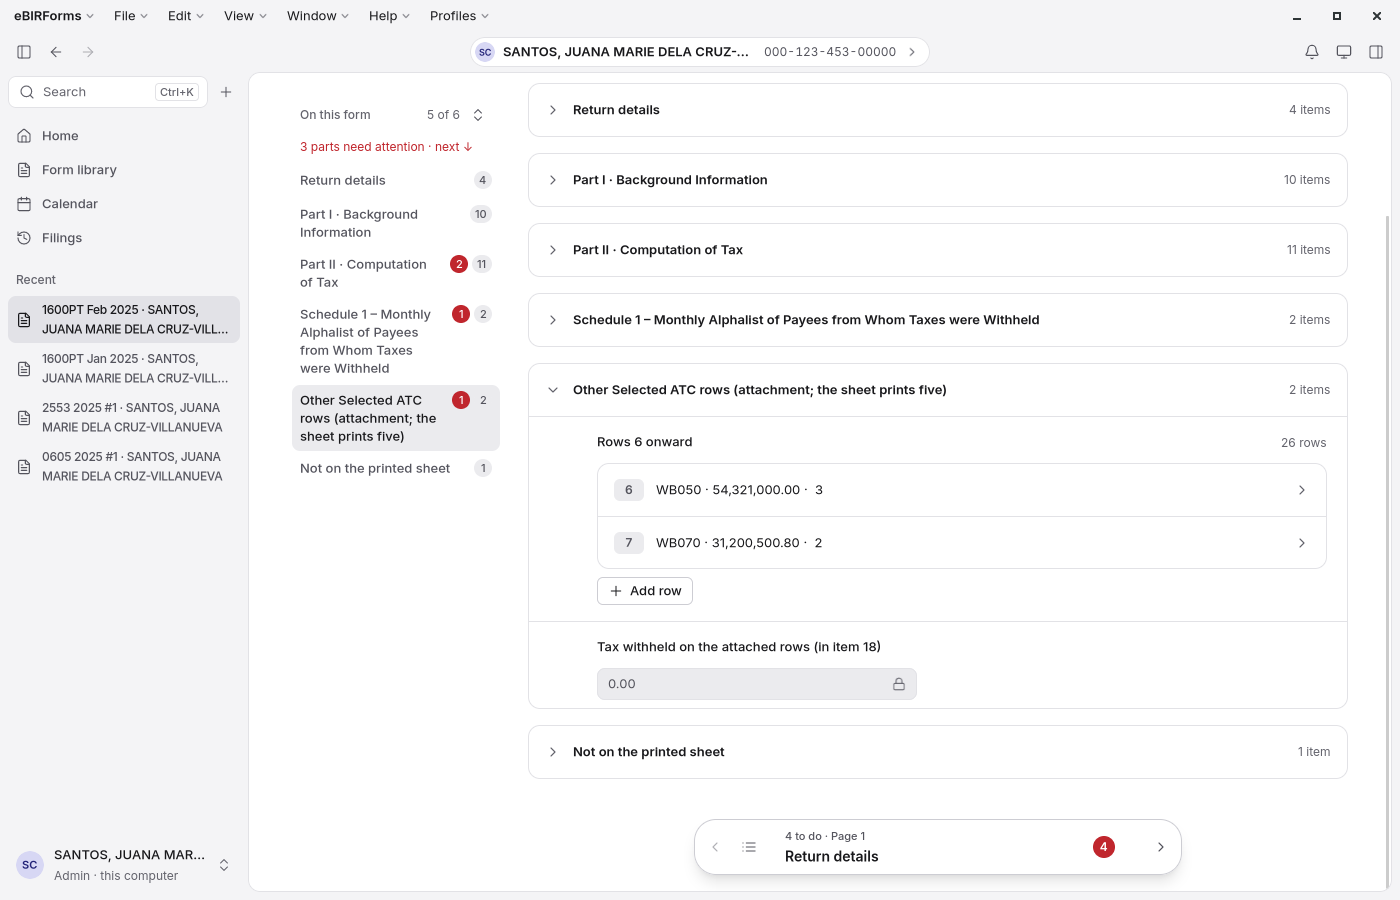 eBIRForms File Edit View Window Help Profiles
SC SANTOS, JUANA MARIE DELA CRUZ-... 000-123-453-00000
Search Ctrl+K
Home
Form library
Calendar
Filings
Recent
1600PT Feb 2025 · SANTOS,
JUANA MARIE DELA CRUZ-VILL...
1600PT Jan 2025 · SANTOS,
JUANA MARIE DELA CRUZ-VILL...
2553 2025 #1 · SANTOS, JUANA
MARIE DELA CRUZ-VILLANUEVA
0605 2025 #1 · SANTOS, JUANA
MARIE DELA CRUZ-VILLANUEVA
SC SANTOS, JUANA MAR...
Admin · this computer
On this form 5 of 6
3 parts need attention · next ↓
Return details 4
Part I · Background 10
Information
Part II · Computation 2 11
of Tax
Schedule 1 – Monthly 1 2
Alphalist of Payees
from Whom Taxes
were Withheld
Other Selected ATC 1 2
rows (attachment; the
sheet prints five)
Not on the printed sheet 1
Return details 4 items
Part I · Background Information 10 items
Part II · Computation of Tax 11 items
Schedule 1 – Monthly Alphalist of Payees from Whom Taxes were Withheld 2 items
Other Selected ATC rows (attachment; the sheet prints five) 2 items
Rows 6 onward 26 rows
6 WB050 · 54,321,000.00 · 3
7 WB070 · 31,200,500.80 · 2
Add row
Tax withheld on the attached rows (in item 18)
0.00
Not on the printed sheet 1 item
4 to do · Page 1
Return details 4